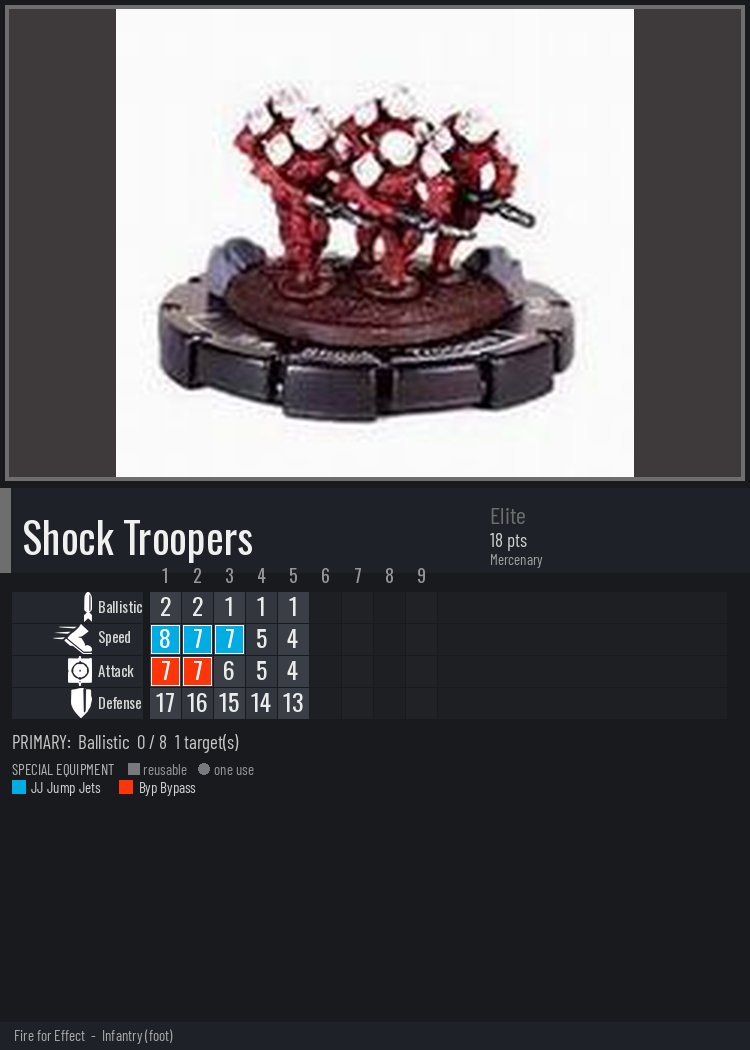 Shock Troopers
Elite
18 pts
Mercenary
1 2 3 4 5 6 7 8 9
Ballistic 2 2 1 1 1
Speed 8 7 7 5 4
Attack 7 7 6 5 4
Defense 17 16 15 14 13
PRIMARY: Ballistic 0 / 8 1 target(s)
SPECIAL EQUIPMENT reusable one use
JJ Jump Jets Byp Bypass
Fire for Effect - Infantry (foot)